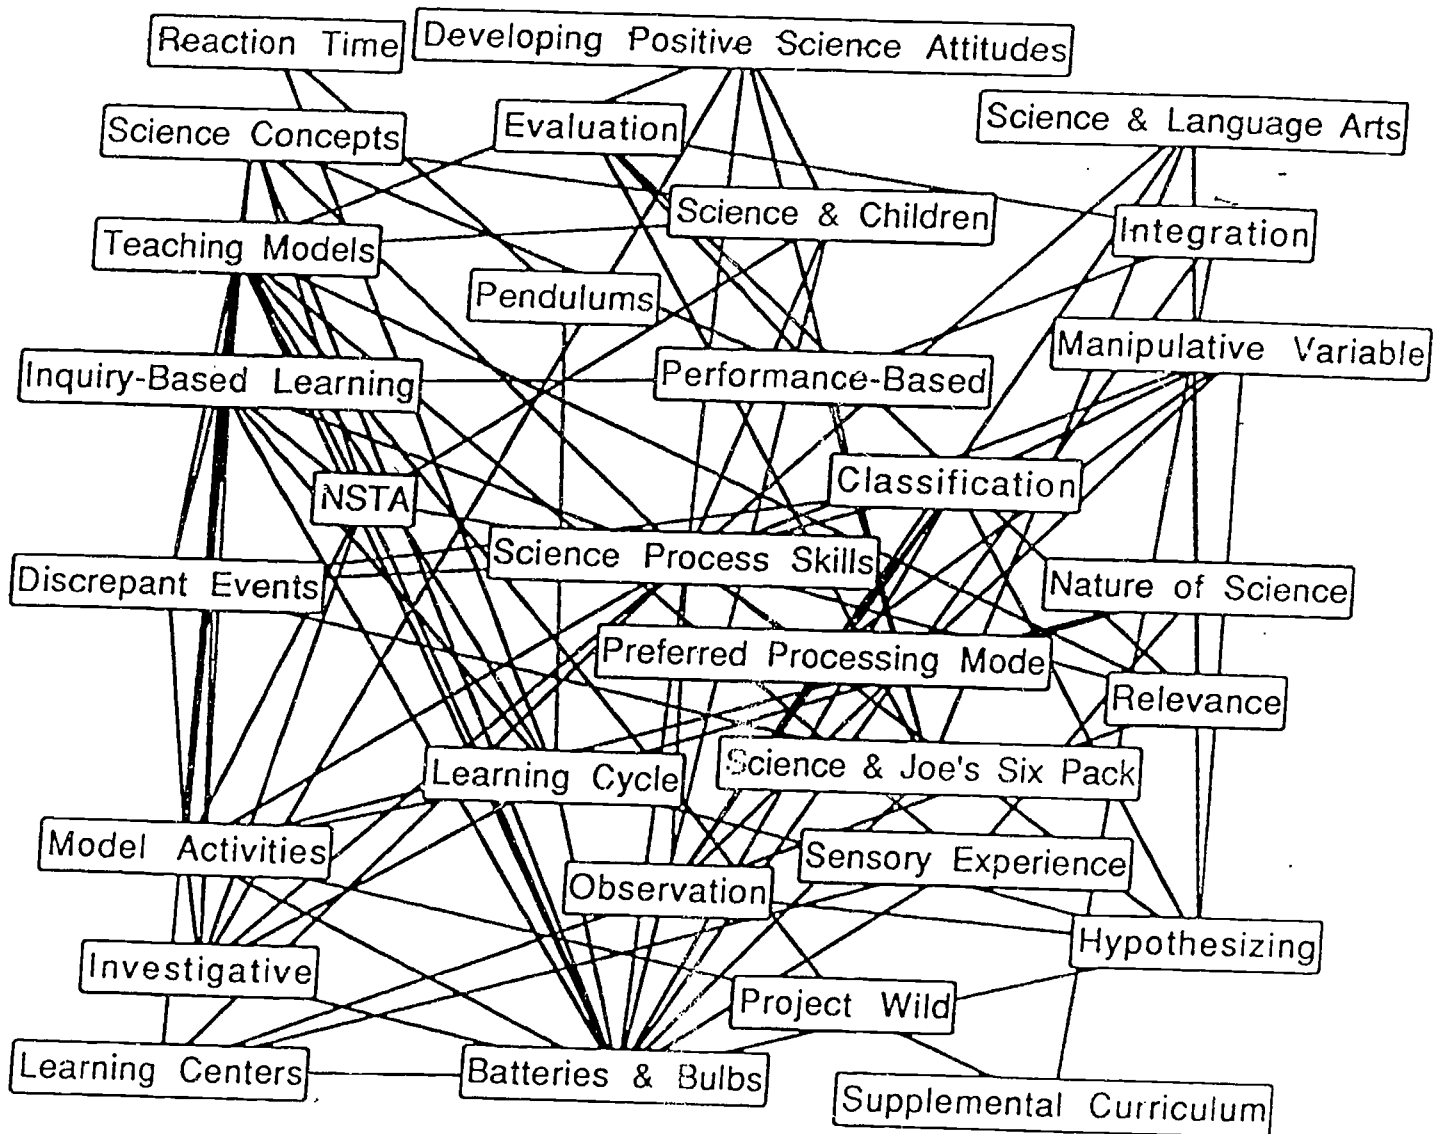 Reaction Time
Developing Positive Science Attitudes
Science Concepts
Evaluation
Science & Language Arts
Teaching Models
Science & Children
Integration
Pendulums
Inquiry-Based Learning
Performance-Based
Manipulative Variable
NSTA
Classification
Discrepant Events
Science Process Skills
Nature of Science
Preferred Processing Mode
Relevance
Learning Cycle
Science & Joe's Six Pack
Model Activities
Observation
Sensory Experience
Investigative
Hypothesizing
Project Wild
Learning Centers
Batteries & Bulbs
Supplemental Curriculum